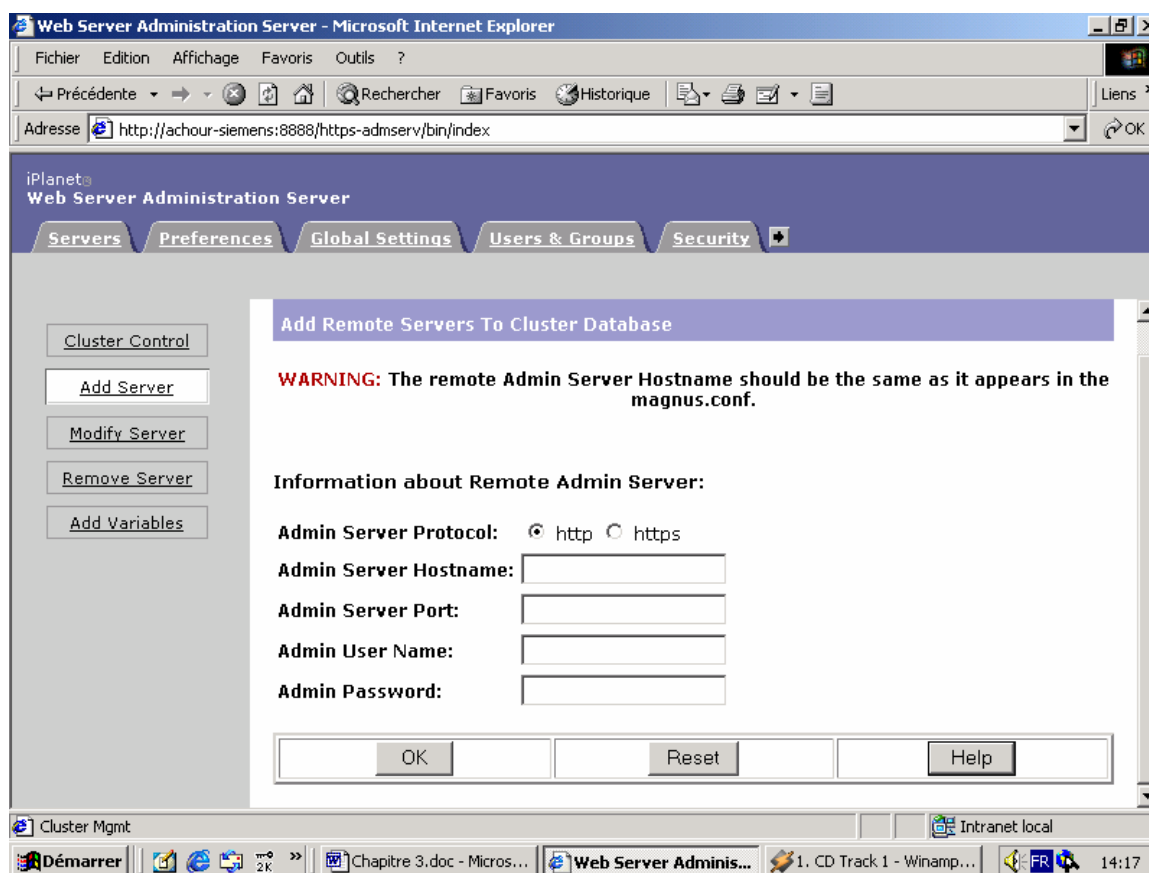 Web Server Administration Server - Microsoft Internet Explorer
Fichier Edition Affichage Favoris Outils ?
Précédente Rechercher Favoris Historique Liens
Adresse http://achour-siemens:8888/https-admserv/bin/index OK
iPlanet
Web Server Administration Server
Servers Preferences Global Settings Users & Groups Security
Cluster Control
Add Server
Modify Server
Remove Server
Add Variables
Add Remote Servers To Cluster Database
WARNING: The remote Admin Server Hostname should be the same as it appears in the
magnus.conf.
Information about Remote Admin Server:
Admin Server Protocol: http https
Admin Server Hostname:
Admin Server Port:
Admin User Name:
Admin Password:
OK Reset Help
Cluster Mgmt Intranet local
Démarrer 2K » Chapitre 3.doc - Micros... Web Server Adminis... 1. CD Track 1 - Winamp... FR 14:17